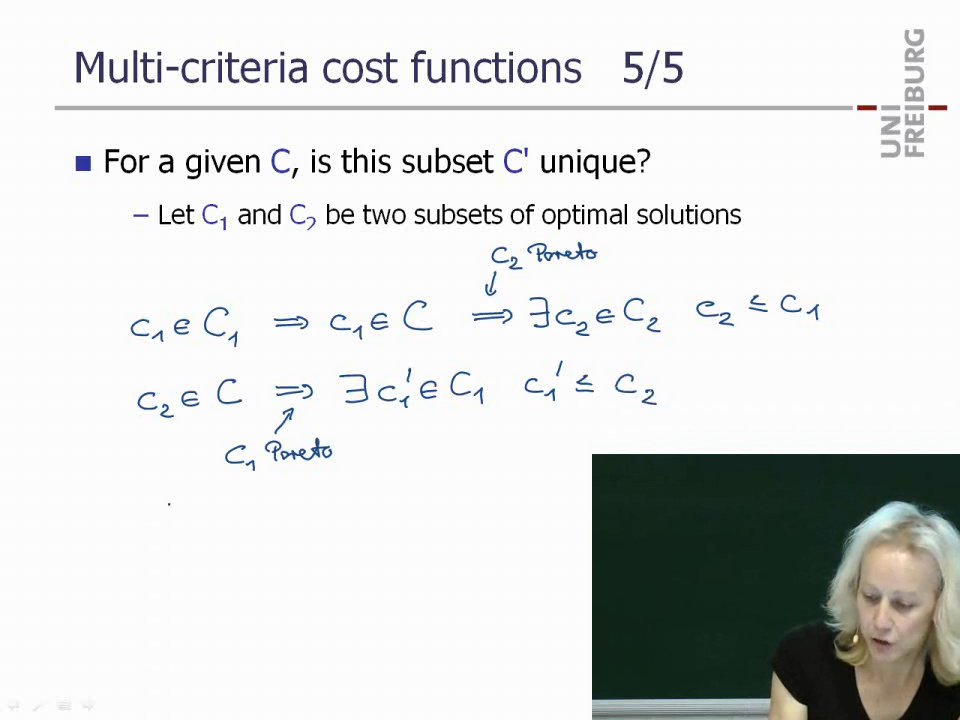 Multi-criteria cost functions 5/5
UNI
FREIBURG
For a given C, is this subset C' unique?
– Let C₁ and C₂ be two subsets of optimal solutions
C₂ Pareto
↓
c₁ ∈ C₁ ⇒ c₁ ∈ C ⇒ ∃ c₂ ∈ C₂ c₂ ≤ c₁
c₂ ∈ C ⇒ ∃ c₁' ∈ C₁ c₁' ≤ c₂
↗
C₁ Pareto